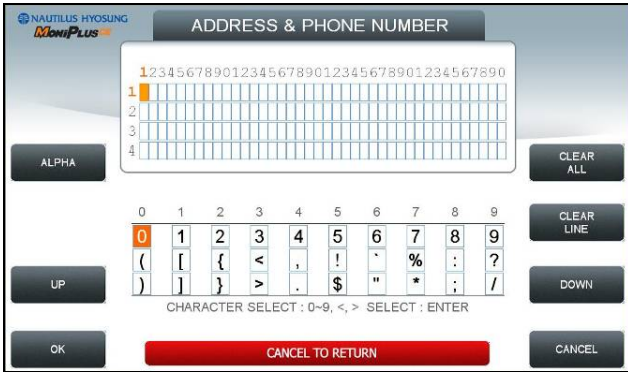 NAUTILUS HYOSUNG
MoniPlusCE
ADDRESS & PHONE NUMBER
1234567890123456789012345678901234567890
1
2
3
4
ALPHA
CLEAR ALL
0 1 2 3 4 5 6 7 8 9
0 1 2 3 4 5 6 7 8 9
( [ { < , ! ` % : ?
) ] } > . $ " * ; /
CLEAR LINE
UP
DOWN
CHARACTER SELECT : 0~9, <, > SELECT : ENTER
OK
CANCEL TO RETURN
CANCEL